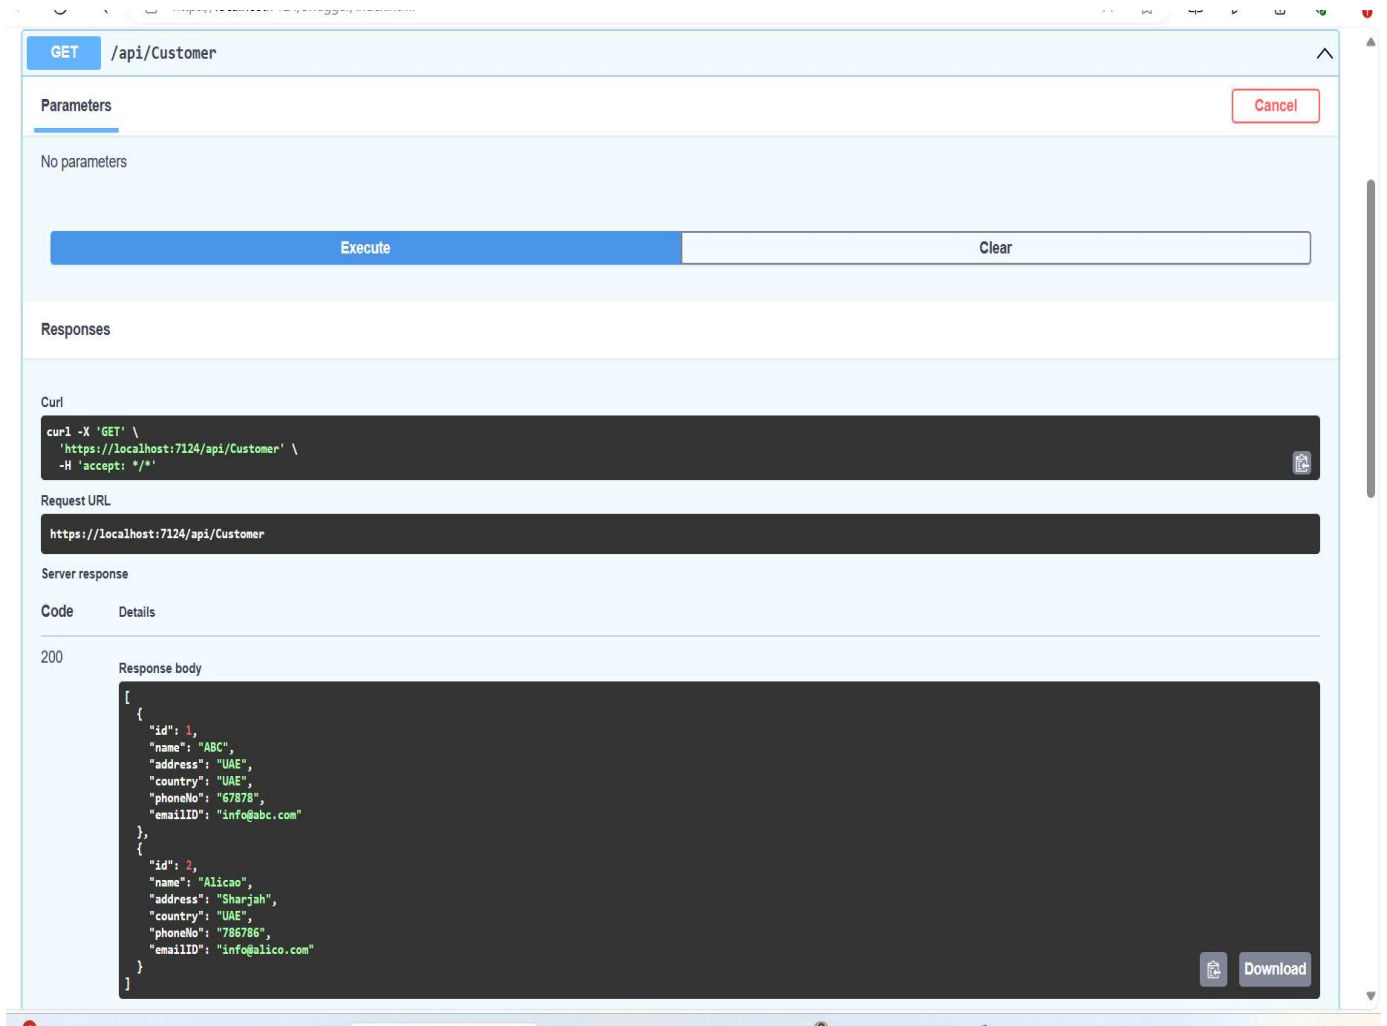 GET /api/Customer
Parameters
Cancel
No parameters
Execute
Clear
Responses
Curl
curl -X 'GET' \
'https://localhost:7124/api/Customer' \
-H 'accept: */*'
Request URL
https://localhost:7124/api/Customer
Server response
Code Details
200
Response body
[
{
"id": 1,
"name": "ABC",
"address": "UAE",
"country": "UAE",
"phoneNo": "67878",
"emailID": "info@abc.com"
},
{
"id": 2,
"name": "Alicao",
"address": "Sharjah",
"country": "UAE",
"phoneNo": "786786",
"emailID": "info@alico.com"
}
]
Download